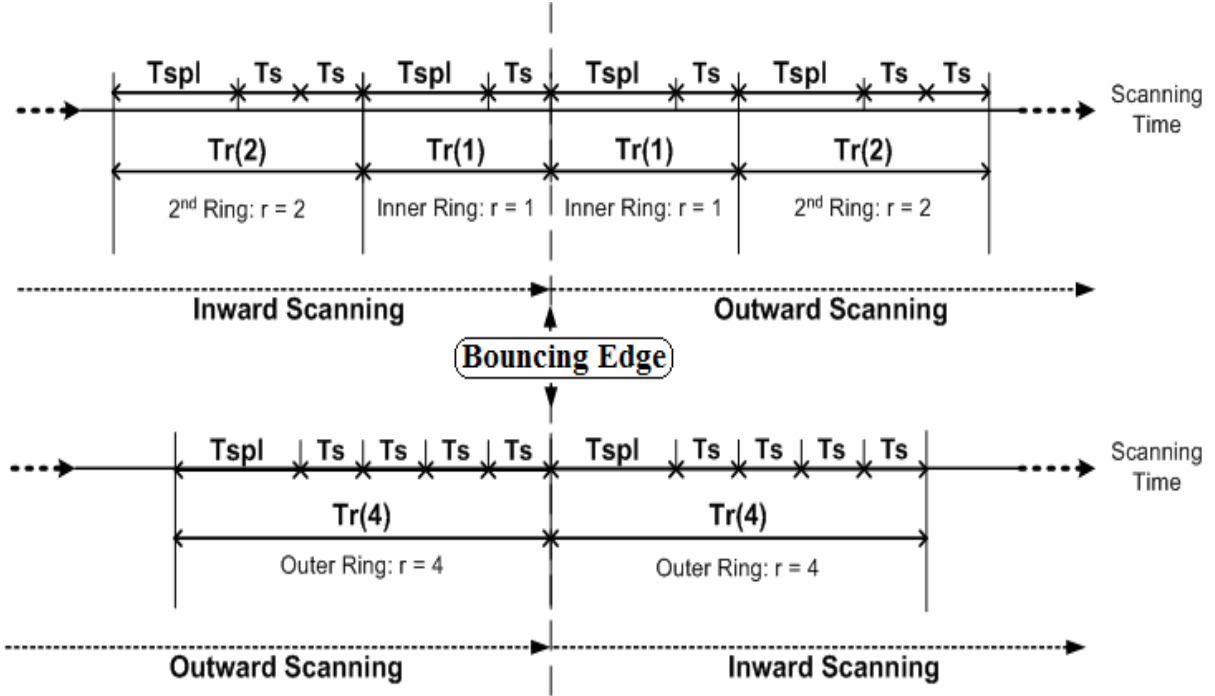 Tspl Ts Ts Tspl Ts Tspl Ts Tspl Ts Ts
Scanning
Time
Tr(2) Tr(1) Tr(1) Tr(2)
2nd Ring: r = 2 Inner Ring: r = 1 Inner Ring: r = 1 2nd Ring: r = 2
Inward Scanning Outward Scanning
Bouncing Edge
Tspl Ts Ts Ts Ts Tspl Ts Ts Ts Ts
Scanning
Time
Tr(4) Tr(4)
Outer Ring: r = 4 Outer Ring: r = 4
Outward Scanning Inward Scanning